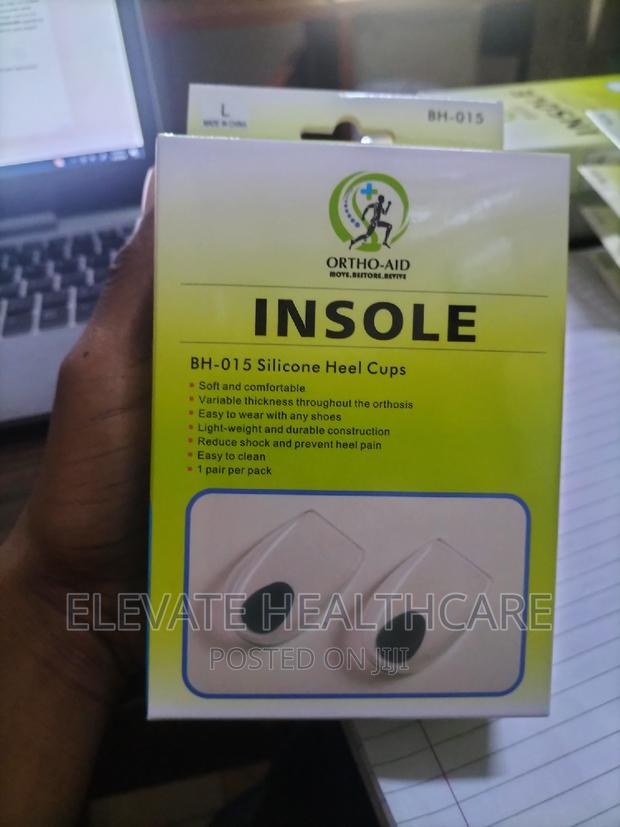 L
MADE IN CHINA
BH-015
ORTHO-AID
MOVE.RESTORE.REVIVE
INSOLE
BH-015 Silicone Heel Cups
Soft and comfortable
Variable thickness throughout the orthosis
Easy to wear with any shoes
Light-weight and durable construction
Reduce shock and prevent heel pain
Easy to clean
1 pair per pack
ELEVATE HEALTHCARE
POSTED ON JIJI
INSOLE